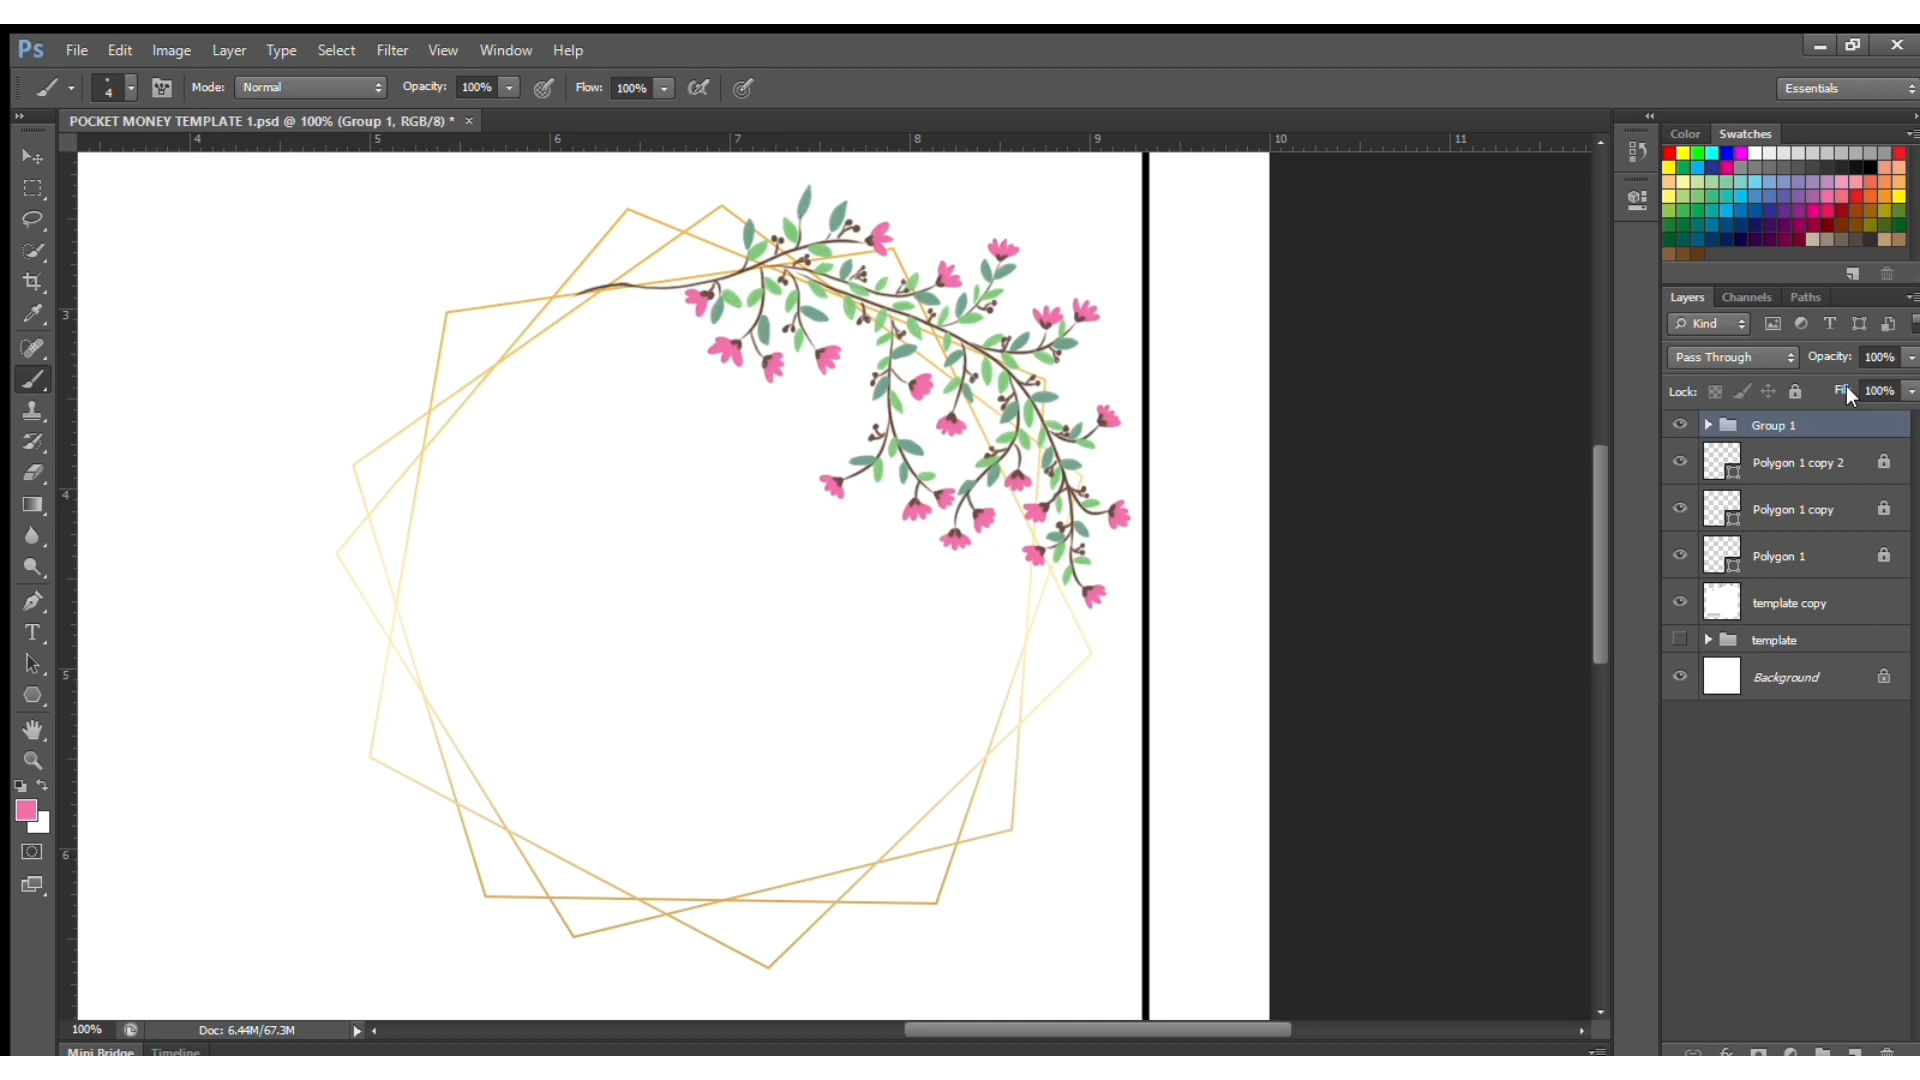 Ps File Edit Image Layer Type Select Filter View Window Help
4 Mode: Normal Opacity: 100% Flow: 100% Essentials
POCKET MONEY TEMPLATE 1.psd @ 100% (Group 1, RGB/8) * ×
4 5 6 7 8 9 10 11
3
4
5
6
Color Swatches
Layers Channels Paths
Kind
Pass Through Opacity: 100%
Lock: 100%
Group 1
Polygon 1 copy 2
Polygon 1 copy
Polygon 1
template copy
template
Background
100% Doc: 6.44M/67.3M
Mini Bridge Timeline